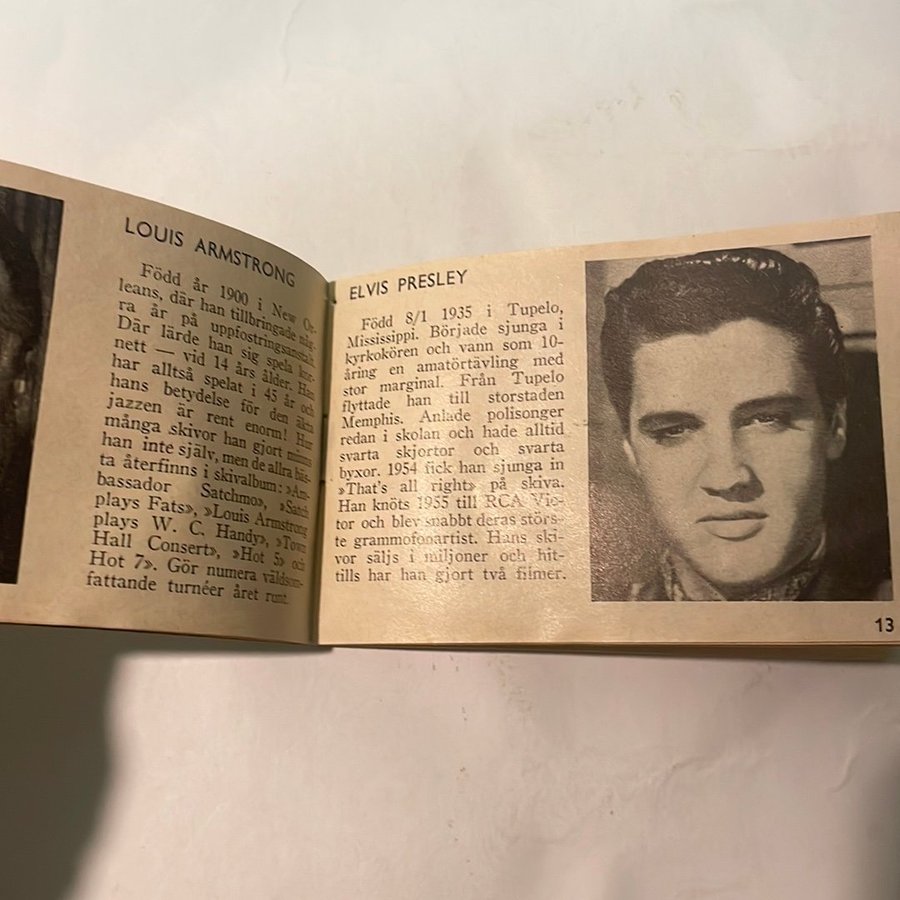 LOUIS ARMSTRONG
Född år 1900 i New Or-
leans, där han tillbringade någ-
ra år på uppfostringsanstalt.
Där lärde han sig spela kor-
nett — vid 14 års ålder. Han
har alltså spelat i 45 år och
hans betydelse för den äkta
jazzen är rent enorm! Hur
många skivor han gjort minns
han inte själv, men de allra bäs-
ta återfinns i skivalbum: »Am-
bassador Satchmo», »Satch
plays Fats», »Louis Armstrong
plays W. C. Handy», »Town
Hall Consert», »Hot 5» och
Hot 7». Gör numera världsom-
fattande turnéer året runt.
ELVIS PRESLEY
Född 8/1 1935 i Tupelo,
Mississippi. Började sjunga i
kyrkokören och vann som 10-
åring en amatörtävling med
stor marginal. Från Tupelo
flyttade han till storstaden
Memphis. Anlade polisonger
redan i skolan och hade alltid
svarta skjortor och svarta
byxor. 1954 fick han sjunga in
»That's all right» på skiva.
Han knöts 1955 till RCA Vic-
tor och blev snabbt deras störs-
te grammofonartist. Hans ski-
vor säljs i miljoner och hit-
tills har han gjort två filmer.
13